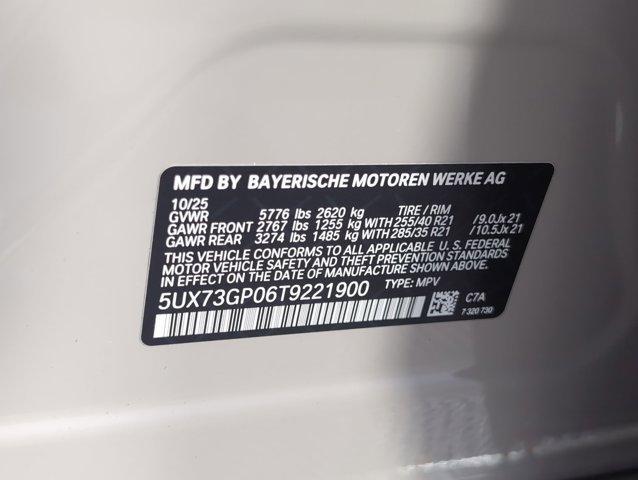 MFD BY BAYERISCHE MOTOREN WERKE AG
10/25 TIRE / RIM
GVWR 5776 lbs 2620 kg
GAWR FRONT 2767 lbs 1255 kg WITH 255/40 R21 /9.0Jx 21
GAWR REAR 3274 lbs 1485 kg WITH 285/35 R21 /10.5Jx 21
THIS VEHICLE CONFORMS TO ALL APPLICABLE U. S. FEDERAL
MOTOR VEHICLE SAFETY AND THEFT PREVENTION STANDARDS
IN EFFECT ON THE DATE OF MANUFACTURE SHOWN ABOVE.
5UX73GP06T9221900 TYPE: MPV
C7A
7 320 730